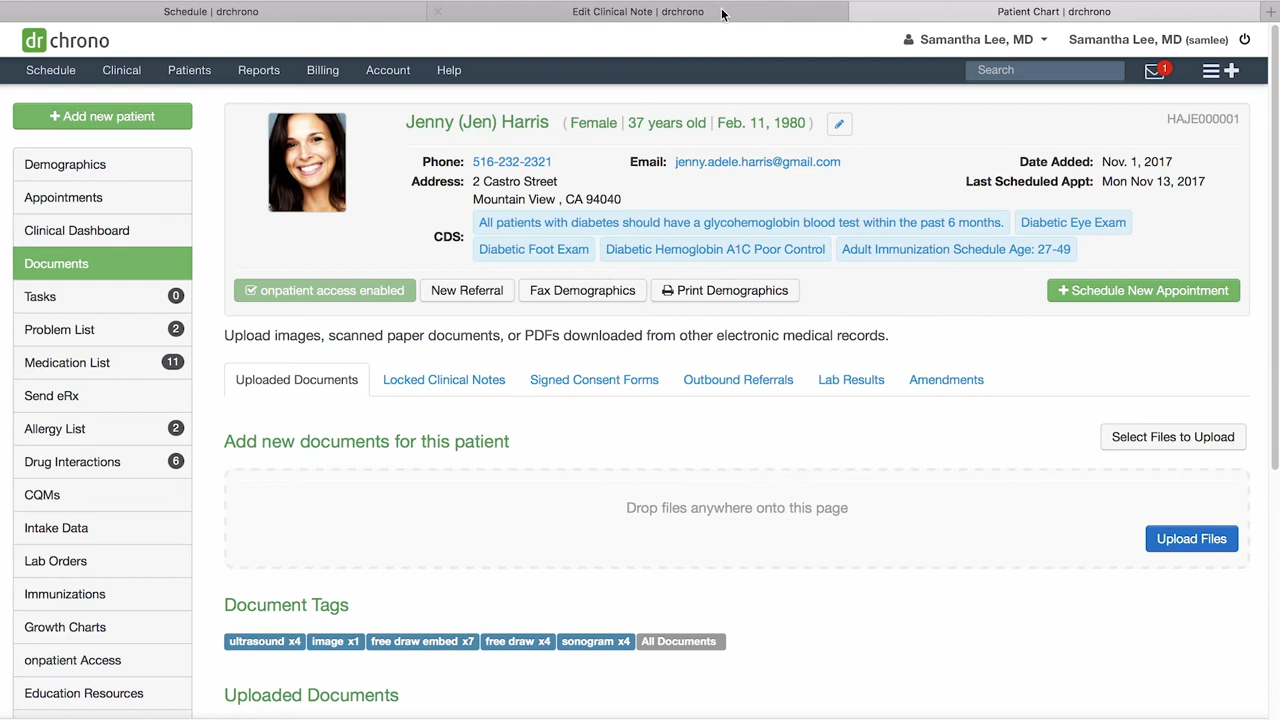 Schedule | drchrono
Edit Clinical Note | drchrono
Patient Chart | drchrono
dr chrono
Samantha Lee, MD
Samantha Lee, MD (samlee)
Schedule Clinical Patients Reports Billing Account Help
Search
1
+ Add new patient
Demographics
Appointments
Clinical Dashboard
Documents
Tasks 0
Problem List 2
Medication List 11
Send eRx
Allergy List 2
Drug Interactions 6
CQMs
Intake Data
Lab Orders
Immunizations
Growth Charts
onpatient Access
Education Resources
Jenny (Jen) Harris ( Female | 37 years old | Feb. 11, 1980 )
HAJE000001
Phone: 516-232-2321 Email: jenny.adele.harris@gmail.com Date Added: Nov. 1, 2017
Address: 2 Castro Street Last Scheduled Appt: Mon Nov 13, 2017
Mountain View , CA 94040
CDS: All patients with diabetes should have a glycohemoglobin blood test within the past 6 months. Diabetic Eye Exam
Diabetic Foot Exam Diabetic Hemoglobin A1C Poor Control Adult Immunization Schedule Age: 27-49
onpatient access enabled New Referral Fax Demographics Print Demographics + Schedule New Appointment
Upload images, scanned paper documents, or PDFs downloaded from other electronic medical records.
Uploaded Documents Locked Clinical Notes Signed Consent Forms Outbound Referrals Lab Results Amendments
Add new documents for this patient
Select Files to Upload
Drop files anywhere onto this page
Upload Files
Document Tags
ultrasound x4 image x1 free draw embed x7 free draw x4 sonogram x4 All Documents
Uploaded Documents